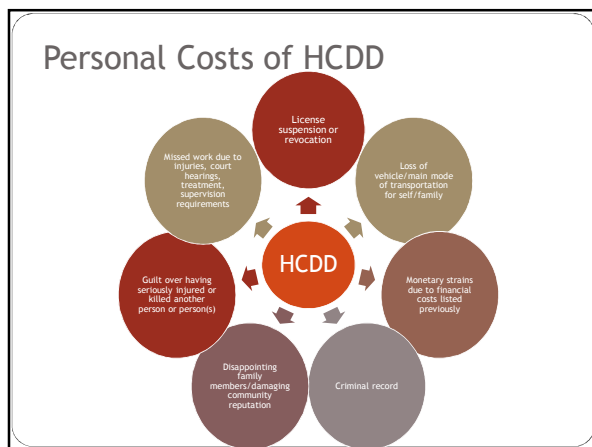 Personal Costs of HCDD
License
suspension or
revocation
Loss of
vehicle/main mode
of transportation
for self/family
Monetary strains
due to financial
costs listed
previously
Criminal record
Disappointing
family
members/damaging
community
reputation
Guilt over having
seriously injured or
killed another
person or person(s)
Missed work due to
injuries, court
hearings,
treatment,
supervision
requirements
HCDD